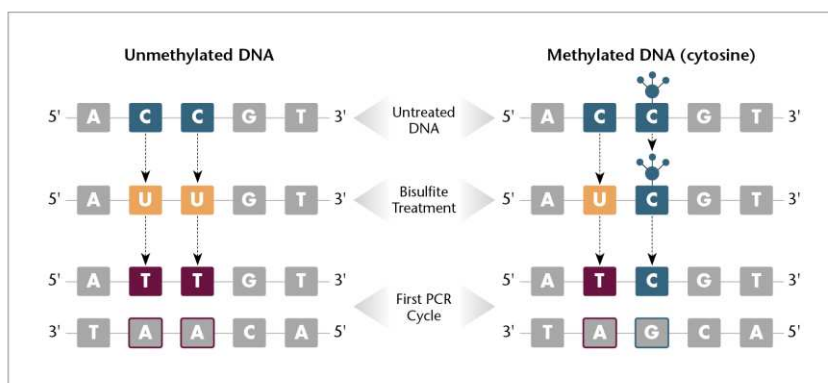 Unmethylated DNA
Methylated DNA (cytosine)
5' A C C G T 3'
Untreated
DNA
5' A C C G T 3'
5' A U U G T 3'
Bisulfite
Treatment
5' A U C G T 3'
5' A T T G T 3'
3' T A A C A 5'
First PCR
Cycle
5' A T C G T 3'
3' T A G C A 5'